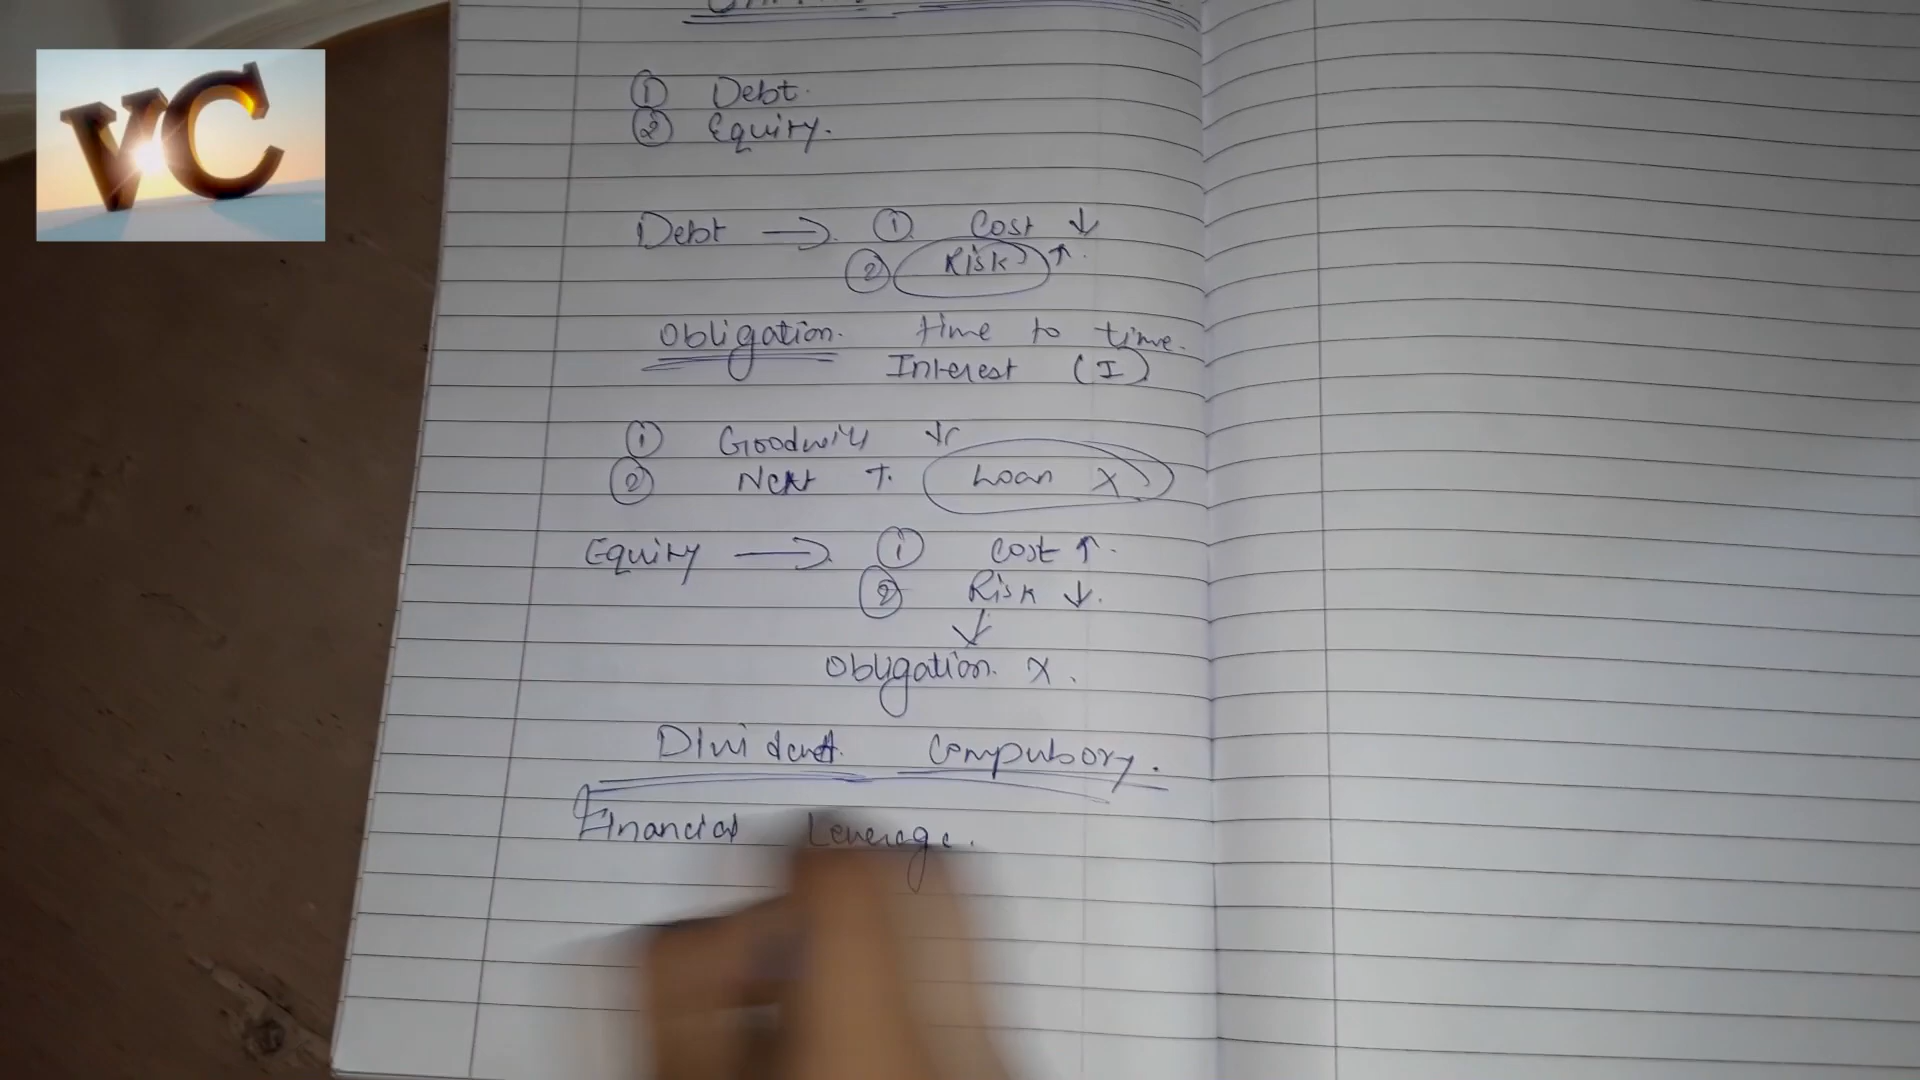 VC
① Debt.
② Equity.
Debt → ① Cost ↓
② Risk ↑.
Obligation. time to time.
Interest (I)
① Goodwill ↓
② Next T. Loan X
Equity → ① Cost ↑.
② Risk ↓.
↓
Obligation. X.
Dividend. Compulsory.
Financial Leverage.